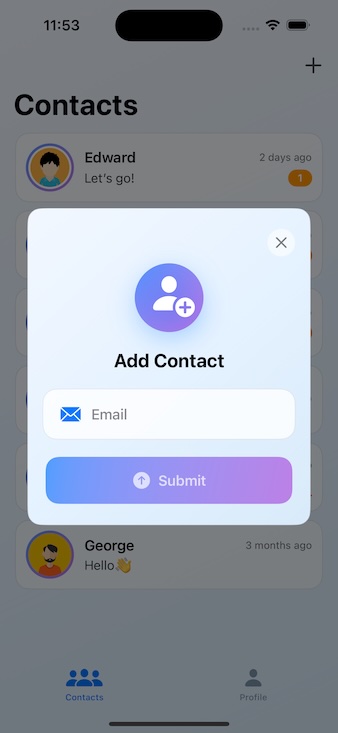 11:53
Contacts
Edward
2 days ago
Let's go!
1
Add Contact
Email
Submit
George
3 months ago
Hello👋
Contacts
Profile